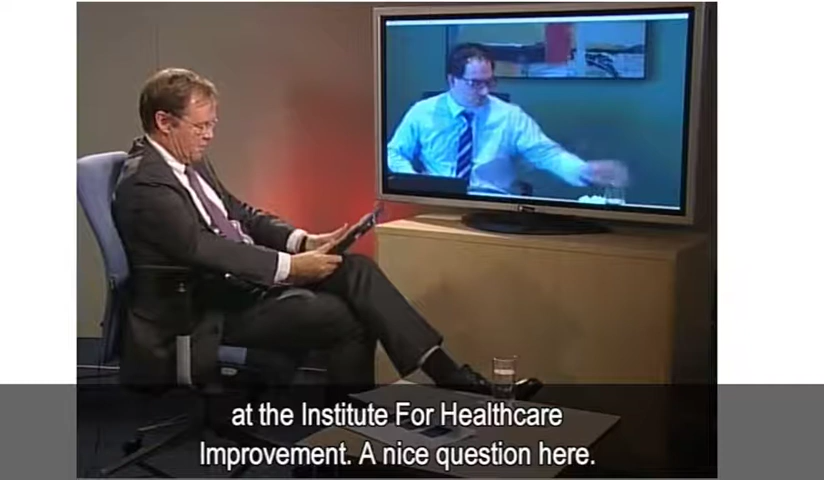 at the Institute For Healthcare
Improvement. A nice question here.